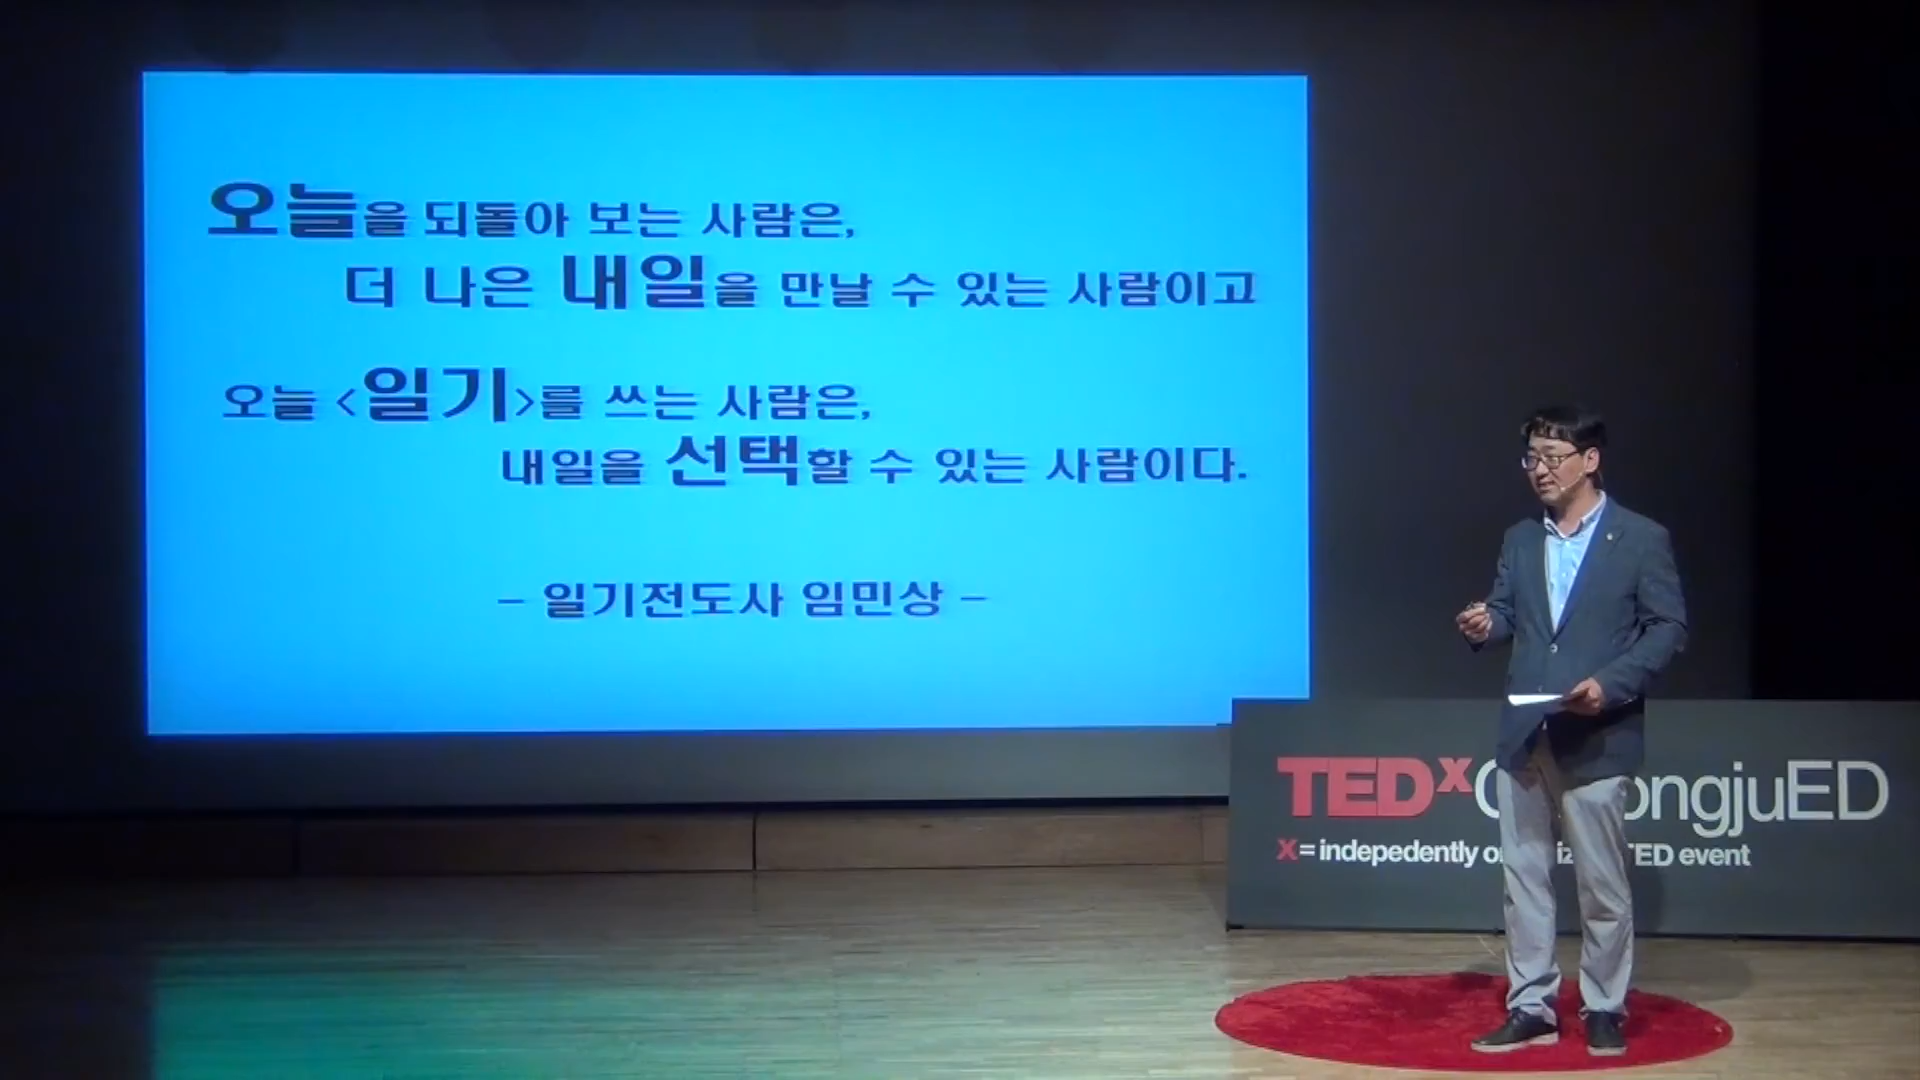 오늘을 되돌아 보는 사람은,
더 나은 내일을 만날 수 있는 사람이고
오늘 <일기>를 쓰는 사람은,
내일을 선택할 수 있는 사람이다.
- 일기전도사 임민상 -
TEDx ongjuED
x = indepedently TED event